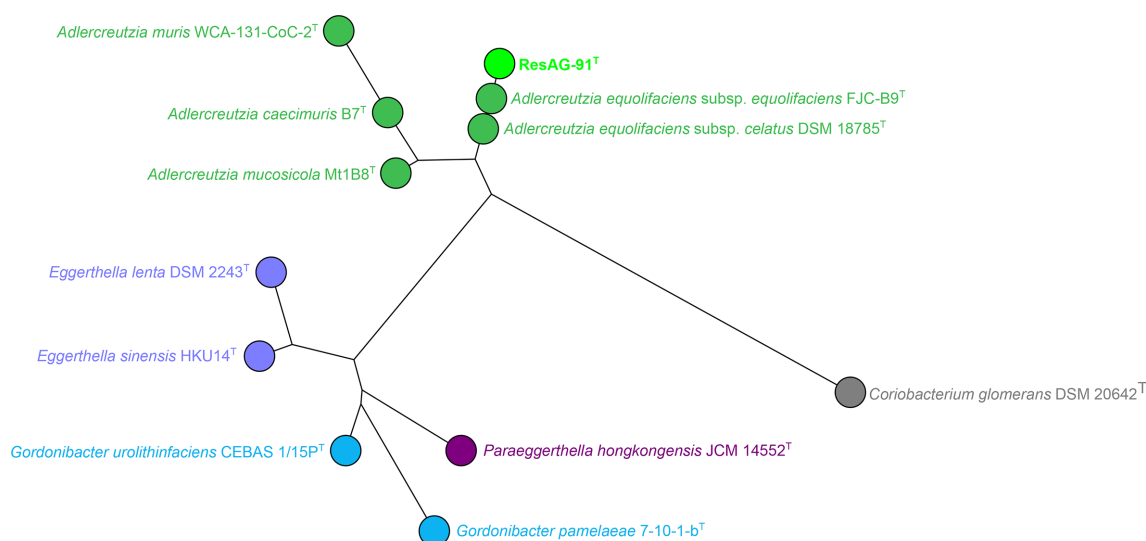 Adlercreutzia muris WCA-131-CoC-2ᵀ
ResAG-91ᵀ
Adlercreutzia equolifaciens subsp. equolifaciens FJC-B9ᵀ
Adlercreutzia caecimuris B7ᵀ
Adlercreutzia equolifaciens subsp. celatus DSM 18785ᵀ
Adlercreutzia mucosicola Mt1B8ᵀ
Eggerthella lenta DSM 2243ᵀ
Eggerthella sinensis HKU14ᵀ
Coriobacterium glomerans DSM 20642ᵀ
Gordonibacter urolithinfaciens CEBAS 1/15Pᵀ
Paraeggerthella hongkongensis JCM 14552ᵀ
Gordonibacter pamelaeae 7-10-1-bᵀ